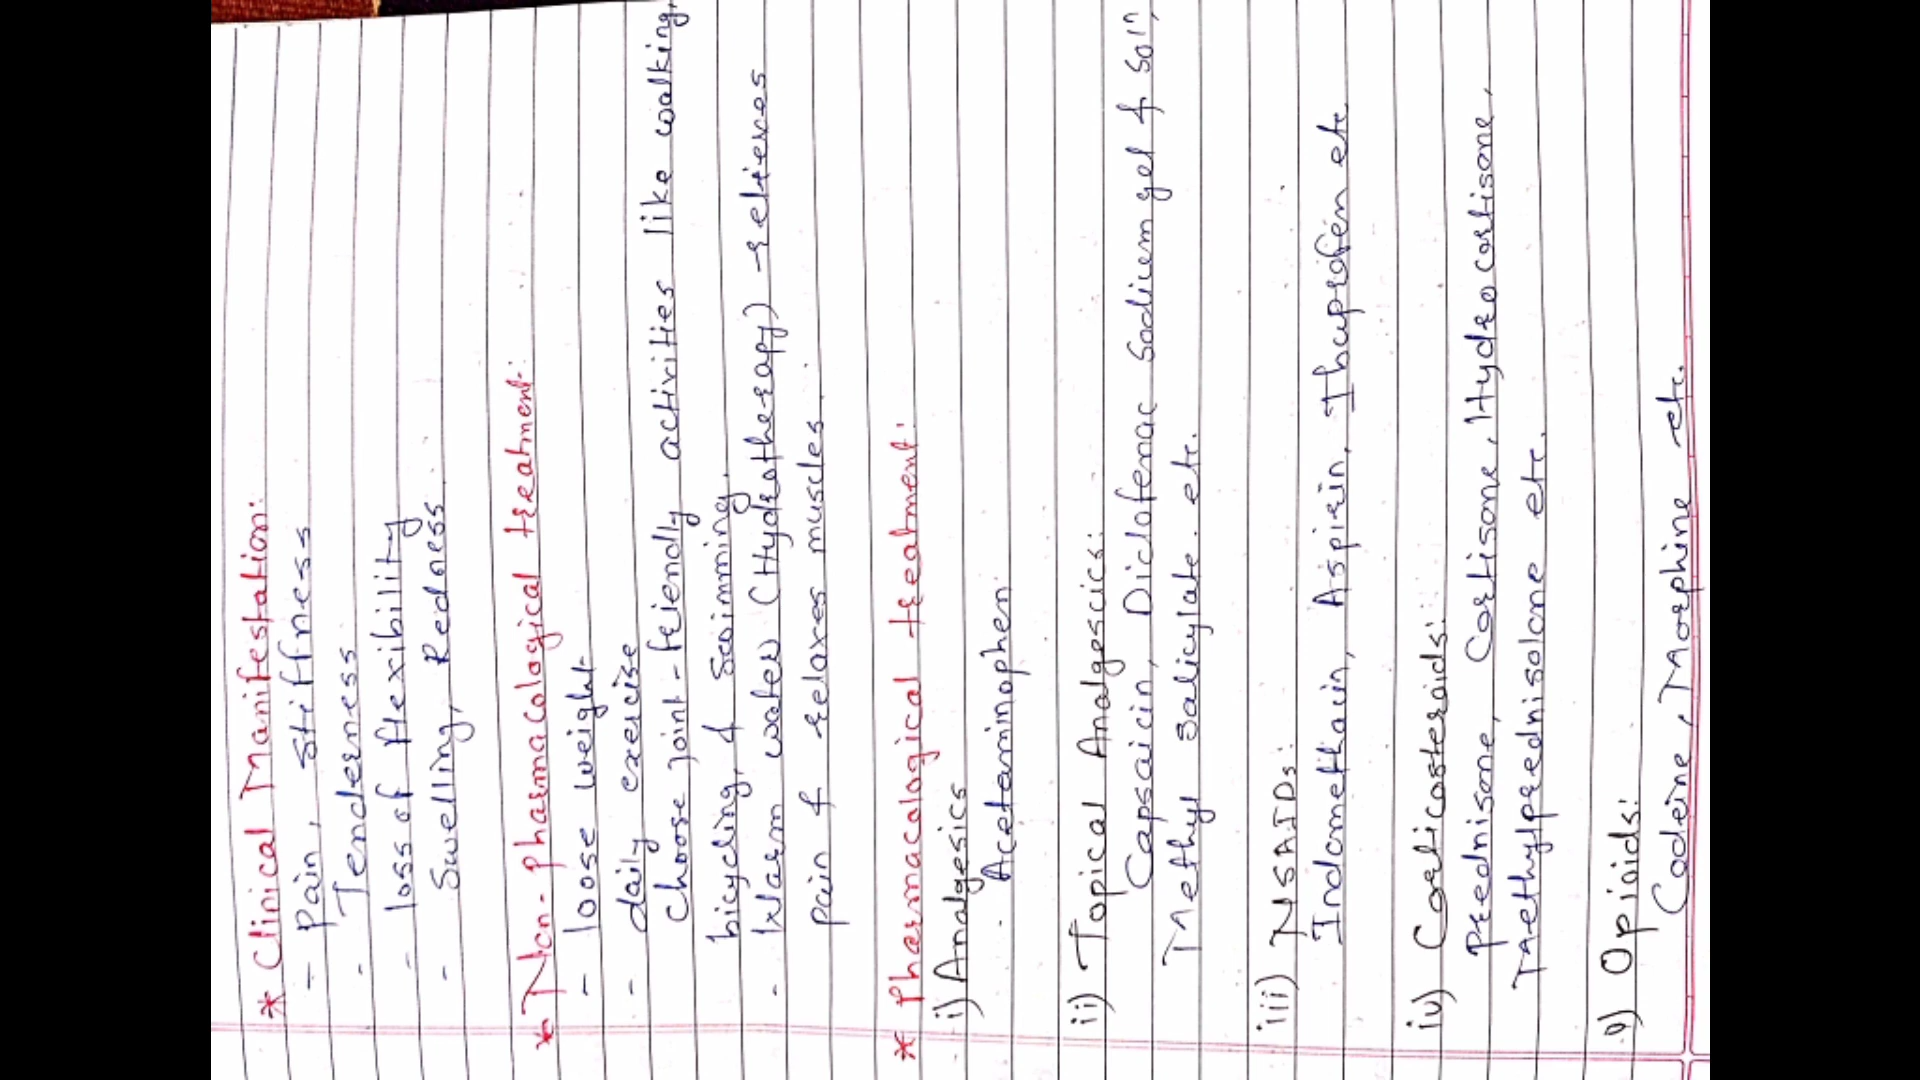 * Clinical Manifestation:
- Pain, stiffness
- Tenderness
- loss of flexibility
- Swelling, Redness.
* Non-pharmacological treatment:
- loose weight
- daily exercise
choose joint-friendly activities like walking,
bicycling, & swimming.
- Warm water (Hydrotherapy) - relieves
pain & relaxes muscles.
* Pharmacological treatment:
i) Analgesics
- Acetaminophen
ii) Topical Analgescics:
Capsaicin, Diclofenac Sodium gel &
Methyl salicylate. etc.
iii) NSAIDs:
Indomethain, Aspirin, Ibuprofen etc
iv) Corticosteroids:
Prednisone, Cortisone, Hydrocortisone,
Methylprednisolone etc.
v) Opioids:
Codeine, Morphine etc.